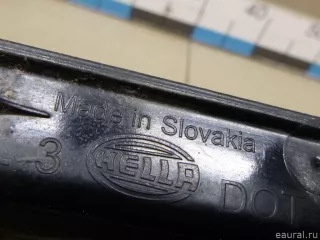 Made in Slovakia
3 HELLA DOT
eaural.ru